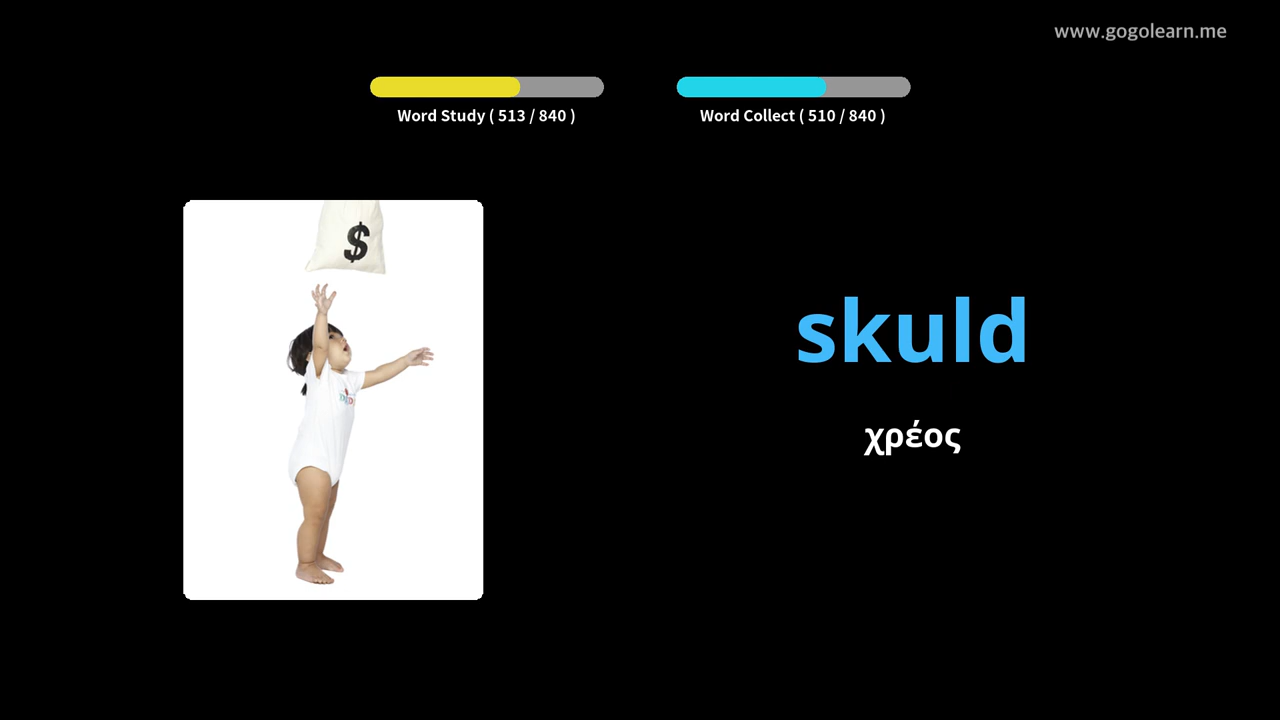 www.gogolearn.me
Word Study ( 513 / 840 )
Word Collect ( 510 / 840 )
$
skuld
χρέος